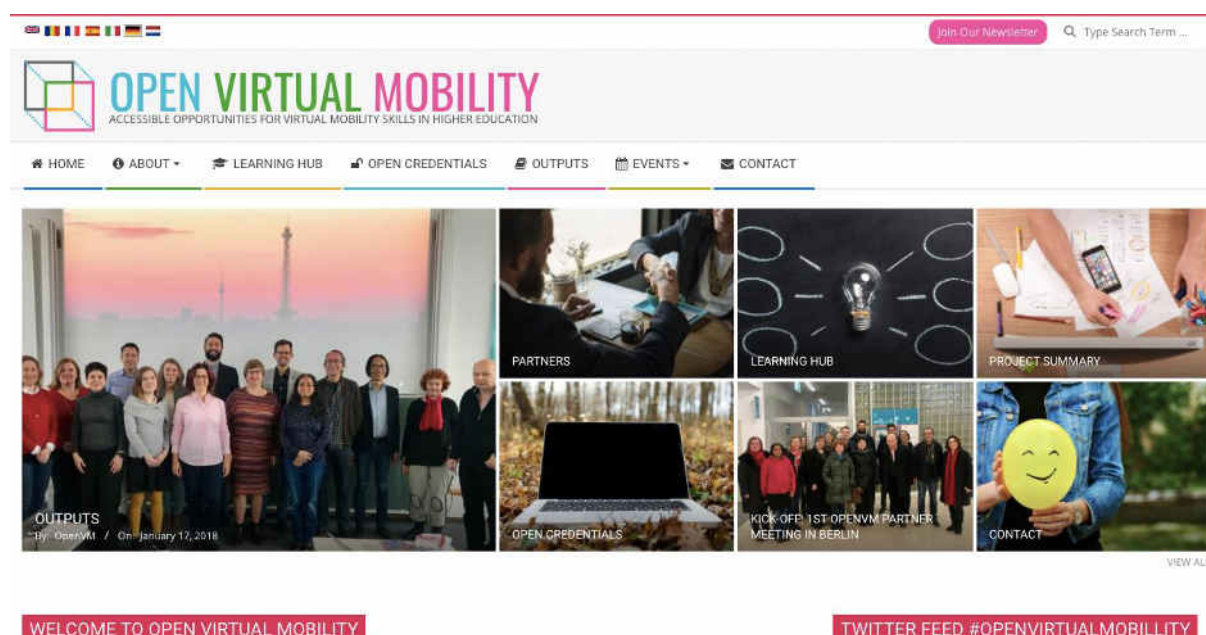 Join Our Newsletter
Type Search Term ...
OPEN VIRTUAL MOBILITY
ACCESSIBLE OPPORTUNITIES FOR VIRTUAL MOBILITY SKILLS IN HIGHER EDUCATION
HOME
ABOUT
LEARNING HUB
OPEN CREDENTIALS
OUTPUTS
EVENTS
CONTACT
PARTNERS
LEARNING HUB
PROJECT SUMMARY
OUTPUTS
By: OpenVM / On: January 17, 2018
OPEN CREDENTIALS
KICK-OFF: 1ST OPENVM PARTNER
MEETING IN BERLIN
CONTACT
VIEW AL
WELCOME TO OPEN VIRTUAL MOBILITY
TWITTER FEED #OPENVIRTUALMOBILLITY